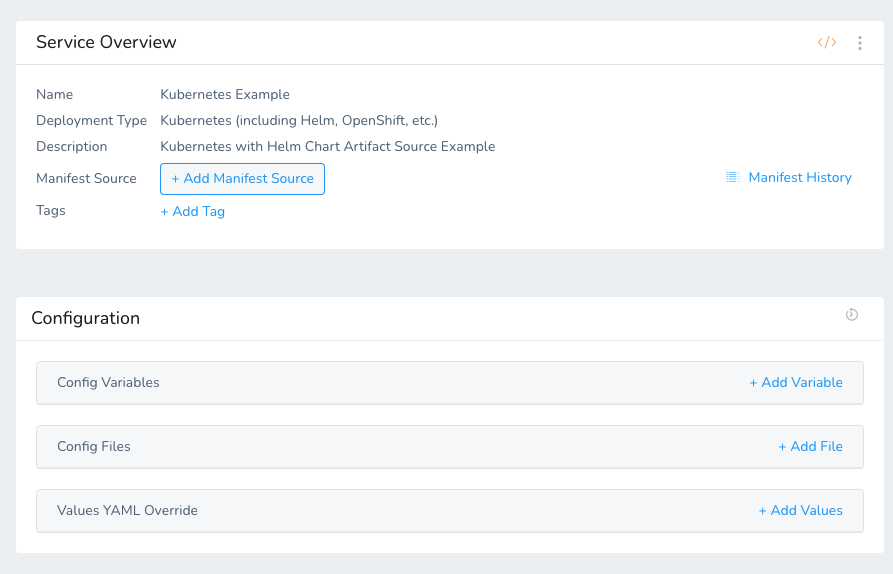 Service Overview </>
Name Kubernetes Example
Deployment Type Kubernetes (including Helm, OpenShift, etc.)
Description Kubernetes with Helm Chart Artifact Source Example
Manifest Source + Add Manifest Source Manifest History
Tags + Add Tag
Configuration
Config Variables + Add Variable
Config Files + Add File
Values YAML Override + Add Values